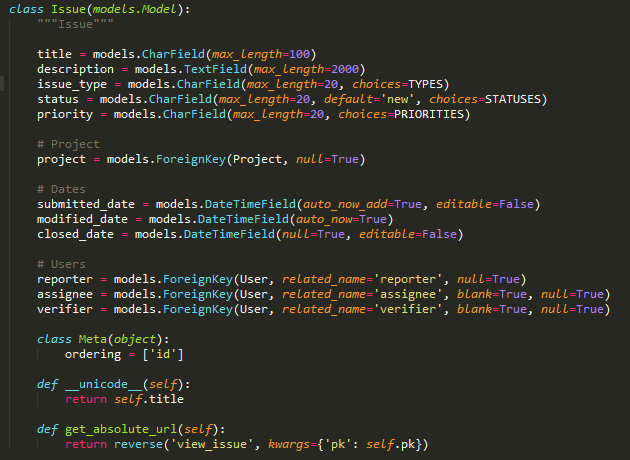 class Issue(models.Model):
    """Issue"""
    title = models.CharField(max_length=100)
    description = models.TextField(max_length=2000)
    issue_type = models.CharField(max_length=20, choices=TYPES)
    status = models.CharField(max_length=20, default='new', choices=STATUSES)
    priority = models.CharField(max_length=20, choices=PRIORITIES)
    # Project
    project = models.ForeignKey(Project, null=True)
    # Dates
    submitted_date = models.DateTimeField(auto_now_add=True, editable=False)
    modified_date = models.DateTimeField(auto_now=True)
    closed_date = models.DateTimeField(null=True, editable=False)
    # Users
    reporter = models.ForeignKey(User, related_name='reporter', null=True)
    assignee = models.ForeignKey(User, related_name='assignee', blank=True, null=True)
    verifier = models.ForeignKey(User, related_name='verifier', blank=True, null=True)
    class Meta(object):
        ordering = ['id']
    def __unicode__(self):
        return self.title
    def get_absolute_url(self):
        return reverse('view_issue', kwargs={'pk': self.pk})